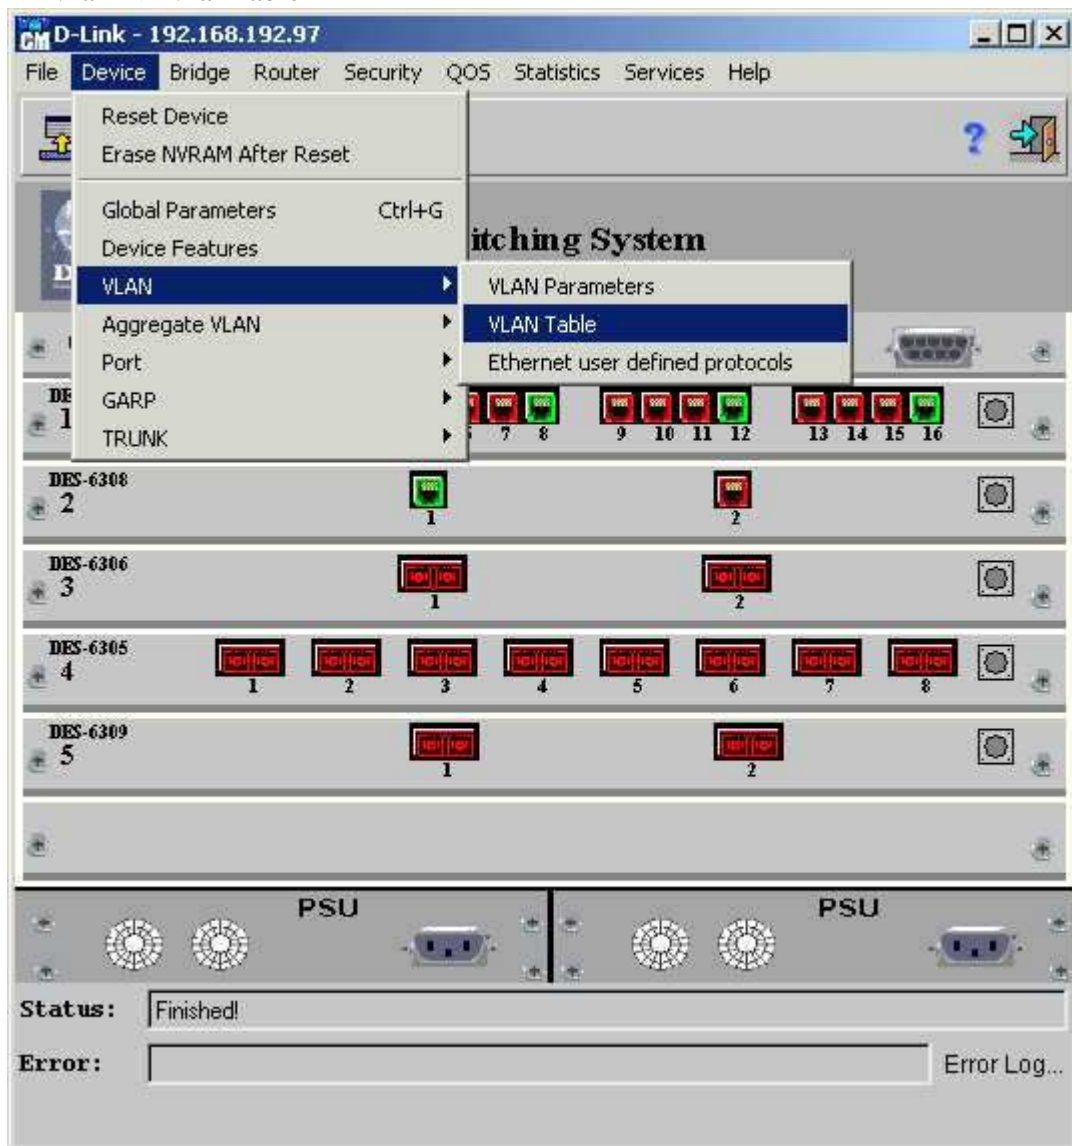 D-Link - 192.168.192.97
File Device Bridge Router Security QOS Statistics Services Help
Reset Device
Erase NVRAM After Reset
Global Parameters Ctrl+G
Device Features
VLAN
Aggregate VLAN
Port
GARP
TRUNK
VLAN Parameters
VLAN Table
Ethernet user defined protocols
itching System
1
7 8 9 10 11 12 13 14 15 16
DES-6308
2
1 2
DES-6306
3
1 2
DES-6305
4
1 2 3 4 5 6 7 8
DES-6309
5
1 2
PSU PSU
Status: Finished!
Error: Error Log...